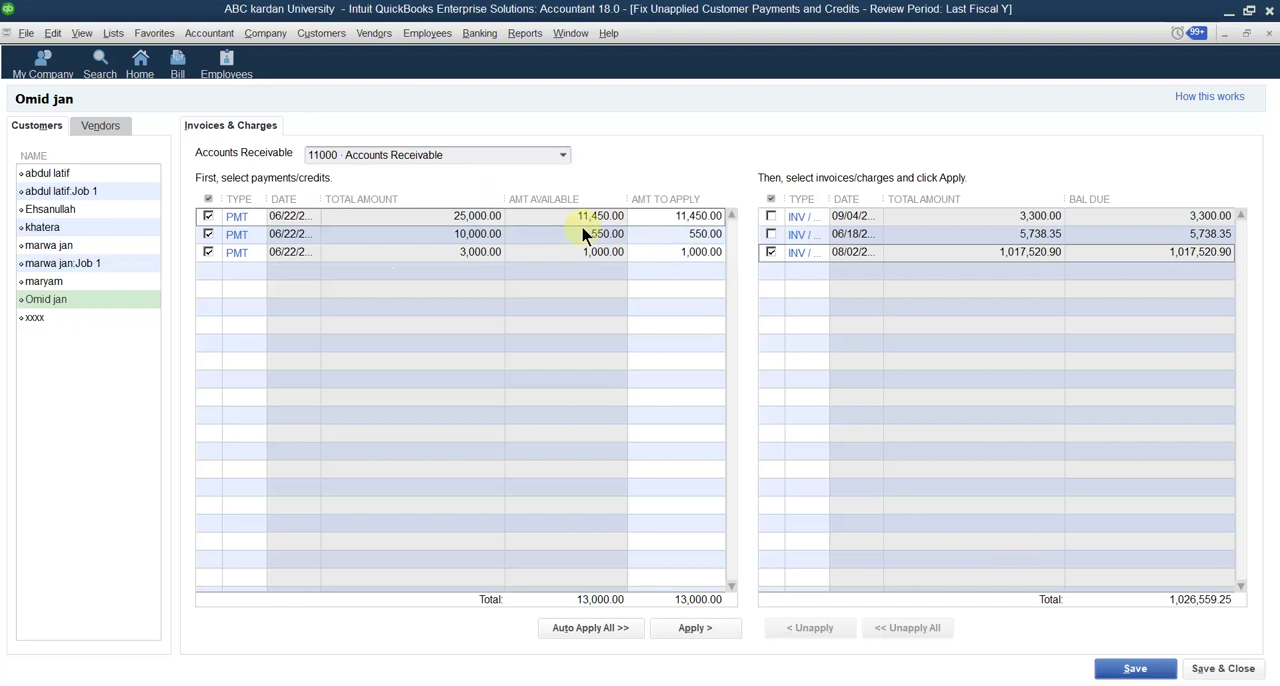 ABC kardan University - Intuit QuickBooks Enterprise Solutions: Accountant 18.0 - [Fix Unapplied Customer Payments and Credits - Review Period: Last Fiscal Y]
File Edit View Lists Favorites Accountant Company Customers Vendors Employees Banking Reports Window Help 99+
My Company Search Home Bill Employees
Omid jan How this works
Customers Vendors Invoices & Charges
Accounts Receivable 11000 · Accounts Receivable
NAME
abdul latif
abdul latif:Job 1
Ehsanullah
khatera
marwa jan
marwa jan:Job 1
maryam
Omid jan
xxxx
First, select payments/credits.
TYPE DATE TOTAL AMOUNT AMT AVAILABLE AMT TO APPLY
PMT 06/22/2... 25,000.00 11,450.00 11,450.00
PMT 06/22/2... 10,000.00 550.00 550.00
PMT 06/22/2... 3,000.00 1,000.00 1,000.00
Total: 13,000.00 13,000.00
Auto Apply All >> Apply >
Then, select invoices/charges and click Apply.
TYPE DATE TOTAL AMOUNT BAL DUE
INV / ... 09/04/2... 3,300.00 3,300.00
INV / ... 06/18/2... 5,738.35 5,738.35
INV / ... 08/02/2... 1,017,520.90 1,017,520.90
Total: 1,026,559.25
< Unapply << Unapply All
Save Save & Close